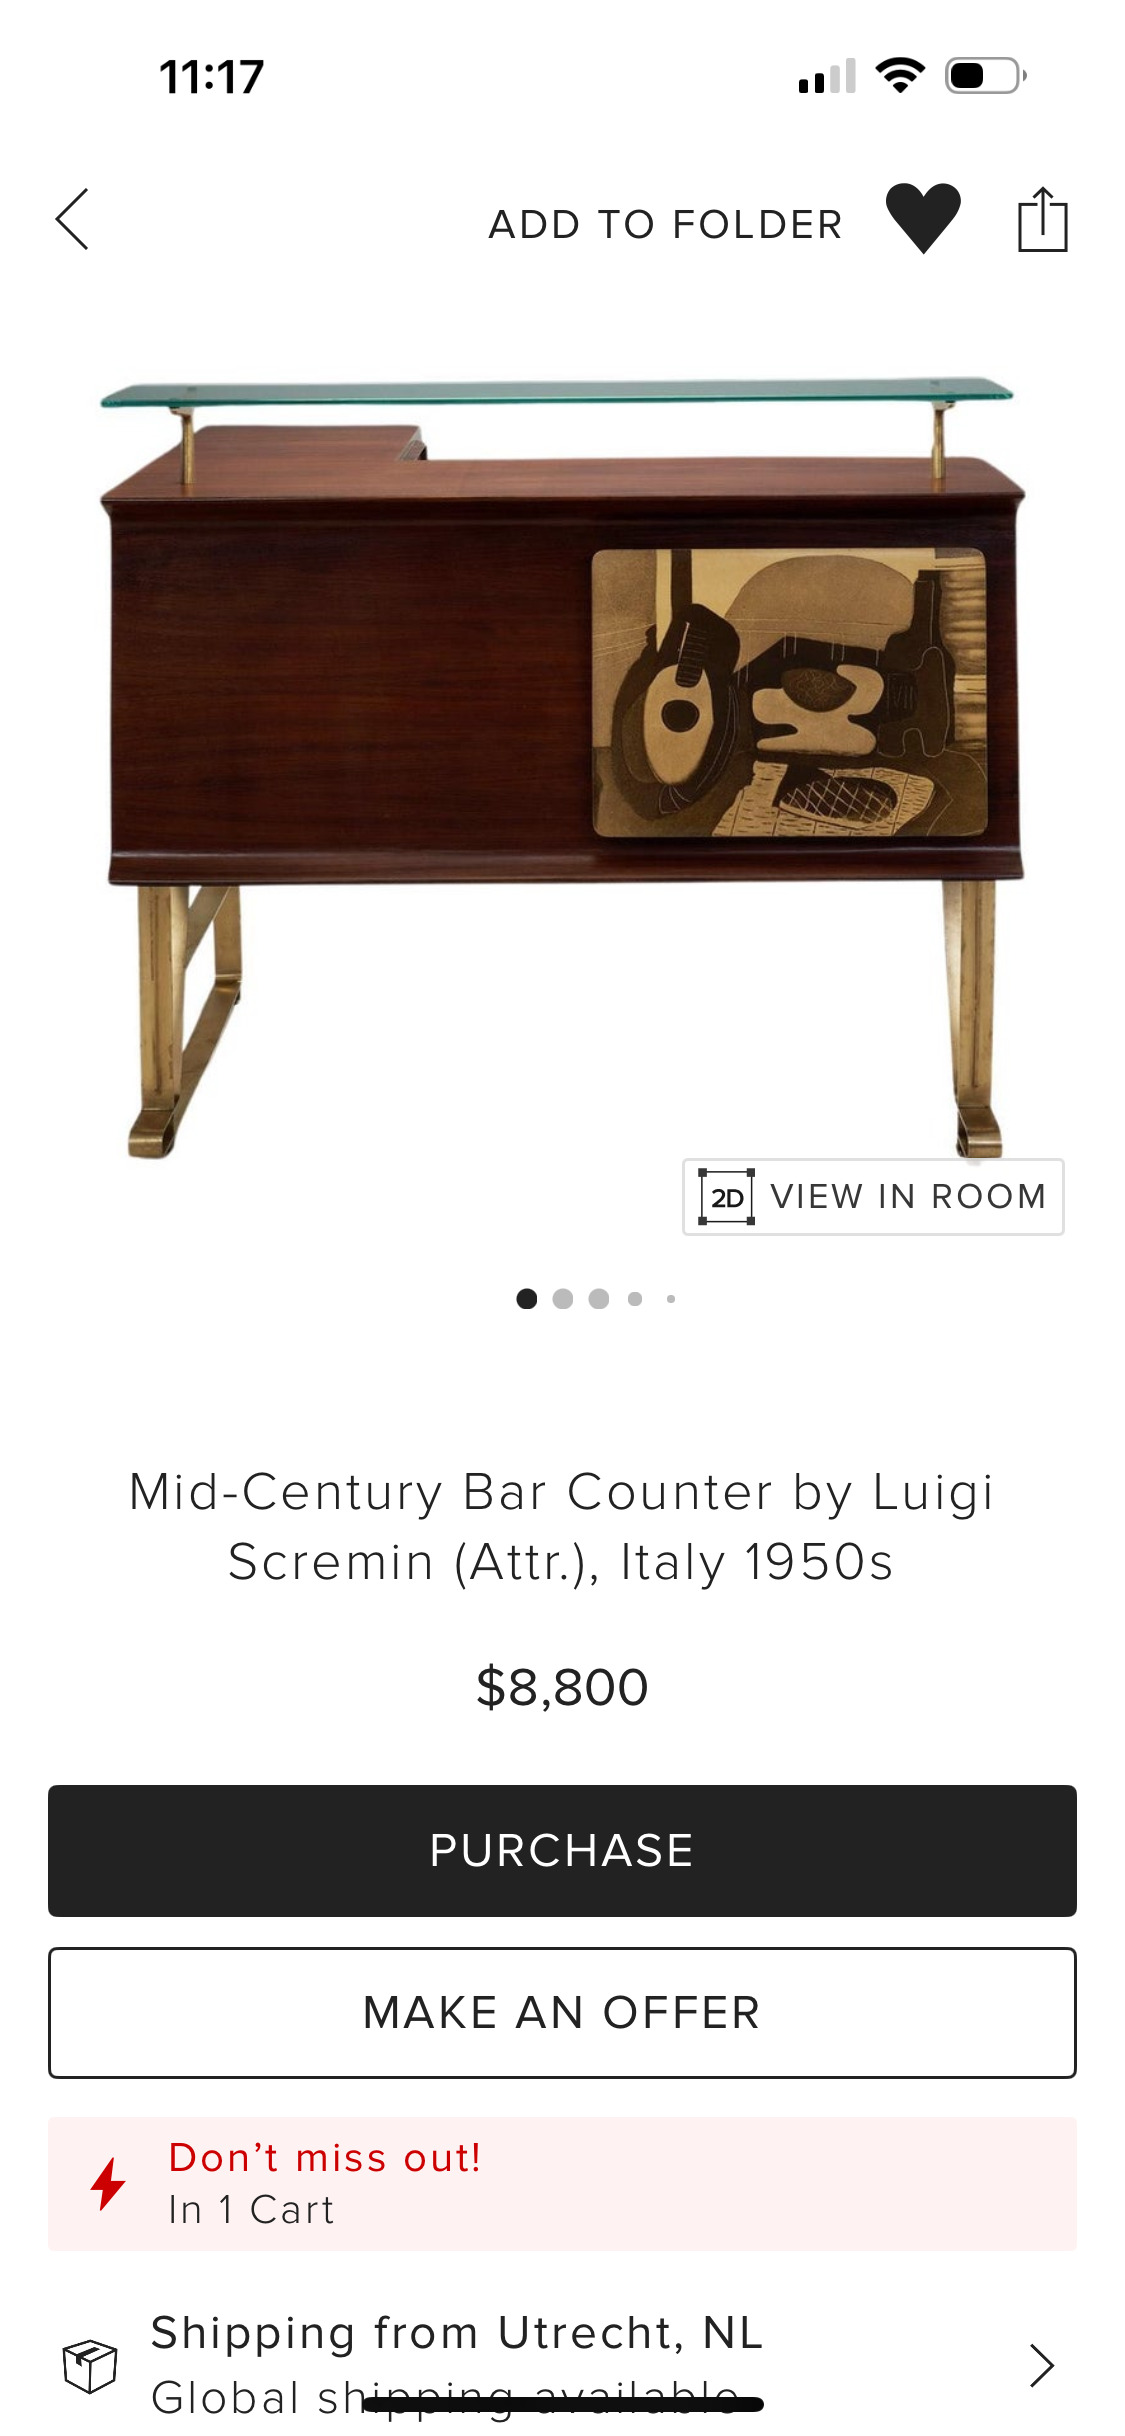 11:17
ADD TO FOLDER
2D VIEW IN ROOM
Mid-Century Bar Counter by Luigi
Scremin (Attr.), Italy 1950s
$8,800
PURCHASE
MAKE AN OFFER
Don’t miss out!
In 1 Cart
Shipping from Utrecht, NL
Global shipping available